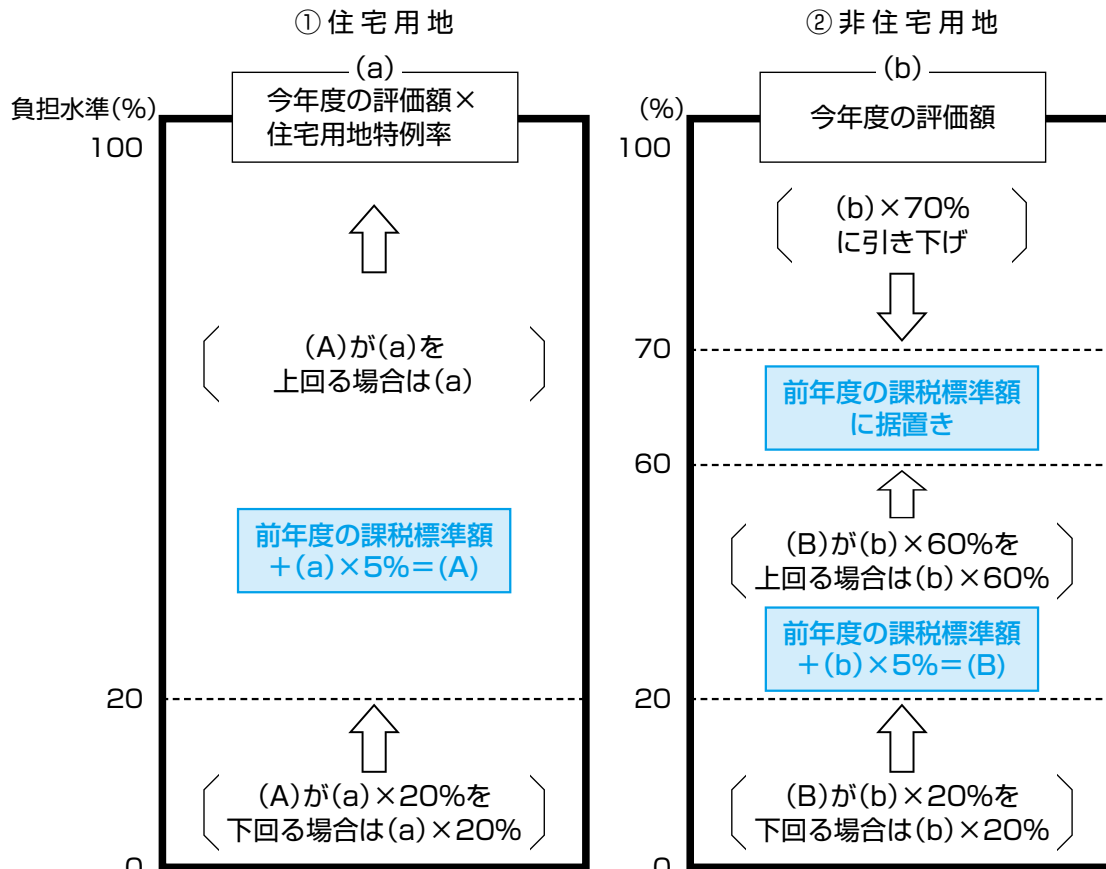 ①住宅用地
(a)
今年度の評価額×
住宅用地特例率
負担水準(%)
100
(A)が(a)を
上回る場合は(a)
前年度の課税標準額
+(a)×5%=(A)
20
(A)が(a)×20%を
下回る場合は(a)×20%
0
②非住宅用地
(b)
今年度の評価額
(%)
100
(b)×70%
に引き下げ
70
前年度の課税標準額
に据置き
60
(B)が(b)×60%を
上回る場合は(b)×60%
前年度の課税標準額
+(b)×5%=(B)
20
(B)が(b)×20%を
下回る場合は(b)×20%
0